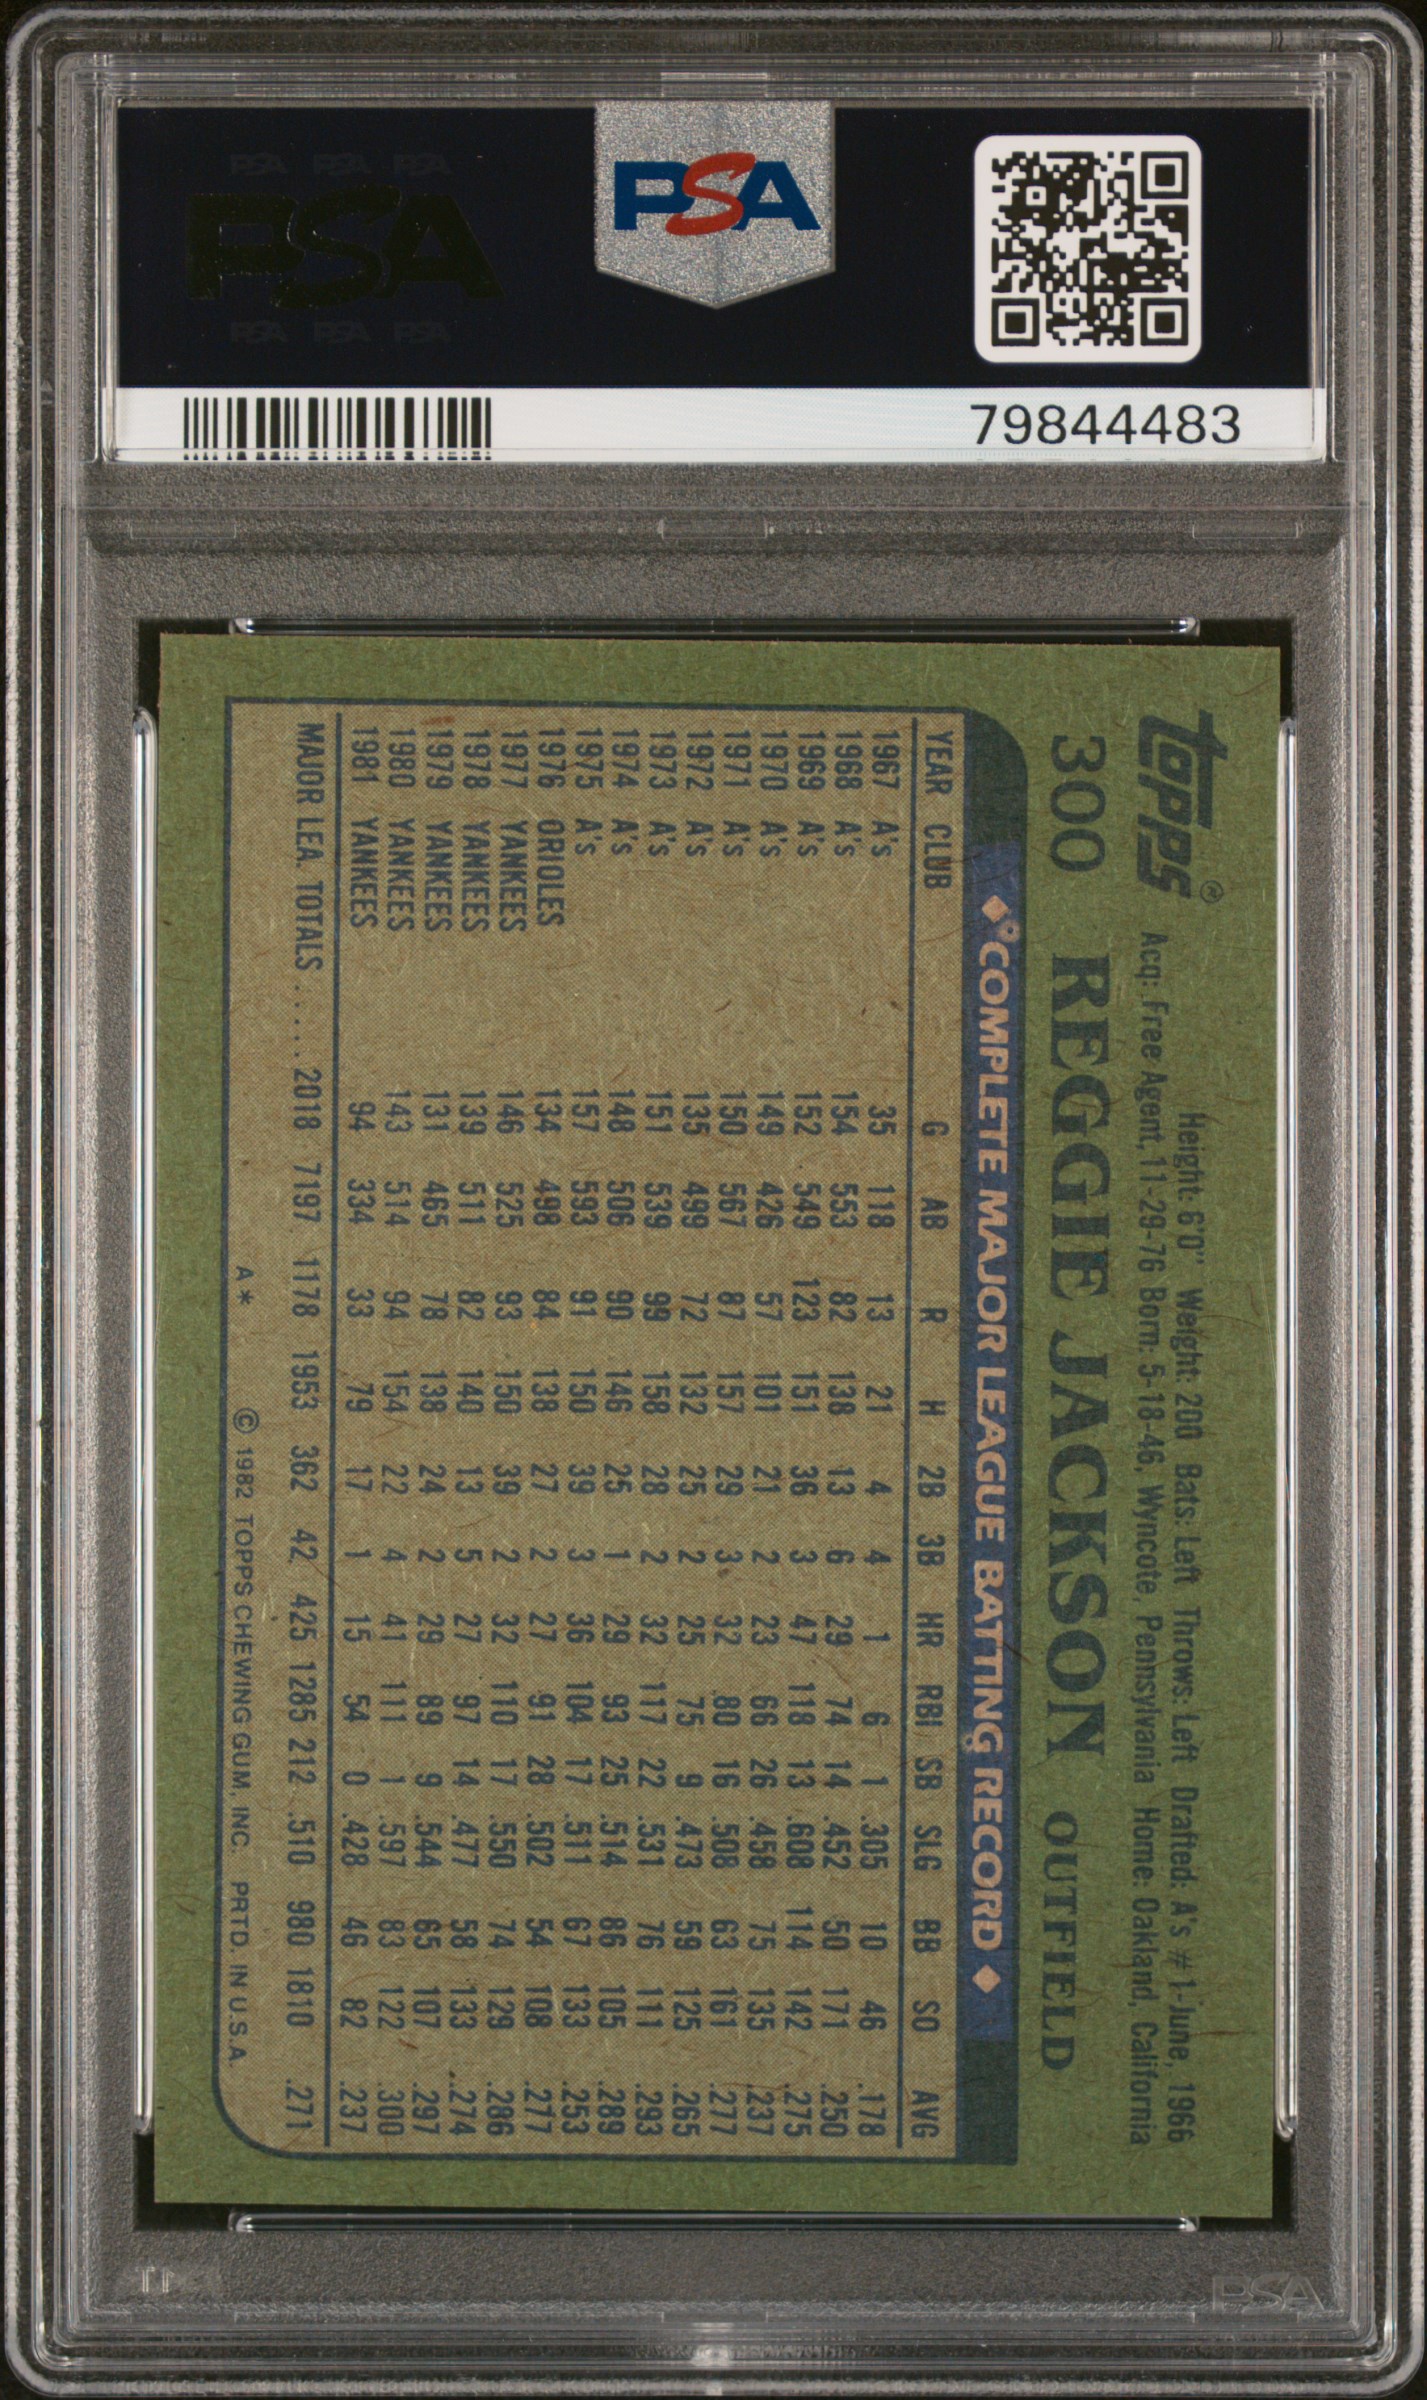 PSA PSA PSA
PSA
PSA PSA PSA
PSA
79844483
topps®
Height: 6'0" Weight: 200 Bats: Left Throws: Left Drafted: A's #1-June, 1966
Acq: Free Agent, 11-29-76 Born: 5-18-46, Wyncote, Pennsylvania Home: Oakland, California
300 REGGIE JACKSON OUTFIELD
◆COMPLETE MAJOR LEAGUE BATTING RECORD◆
YEAR CLUB G AB R H 2B 3B HR RBI SB SLG BB SO AVG
1967 A's 35 118 13 21 4 4 1 6 1 .305 10 46 .178
1968 A's 154 553 82 138 13 6 29 74 14 .452 50 171 .250
1969 A's 152 549 123 151 36 3 47 118 13 .608 114 142 .275
1970 A's 149 426 57 101 21 2 23 66 26 .458 75 135 .237
1971 A's 150 567 87 157 29 3 32 80 16 .508 63 161 .277
1972 A's 135 499 72 132 25 2 25 75 9 .473 59 125 .265
1973 A's 151 539 99 158 28 2 32 117 22 .531 76 111 .293
1974 A's 148 506 90 146 25 1 29 93 25 .514 86 105 .289
1975 A's 157 593 91 150 39 3 36 104 17 .511 67 133 .253
1976 ORIOLES 134 498 84 138 27 2 27 91 28 .502 54 108 .277
1977 YANKEES 146 525 93 150 39 2 32 110 17 .550 74 129 .286
1978 YANKEES 139 511 82 140 13 5 27 97 14 .477 58 133 .274
1979 YANKEES 131 465 78 138 24 2 29 89 9 .544 65 107 .297
1980 YANKEES 143 514 94 154 22 4 41 111 1 .597 83 122 .300
1981 YANKEES 94 334 33 79 17 1 15 54 0 .428 46 82 .237
MAJOR LEA. TOTALS ..... 2018 7197 1178 1953 362 42 425 1285 212 .510 980 1810 .271
A* © 1982 TOPPS CHEWING GUM, INC. PRTD. IN U.S.A.
PSA